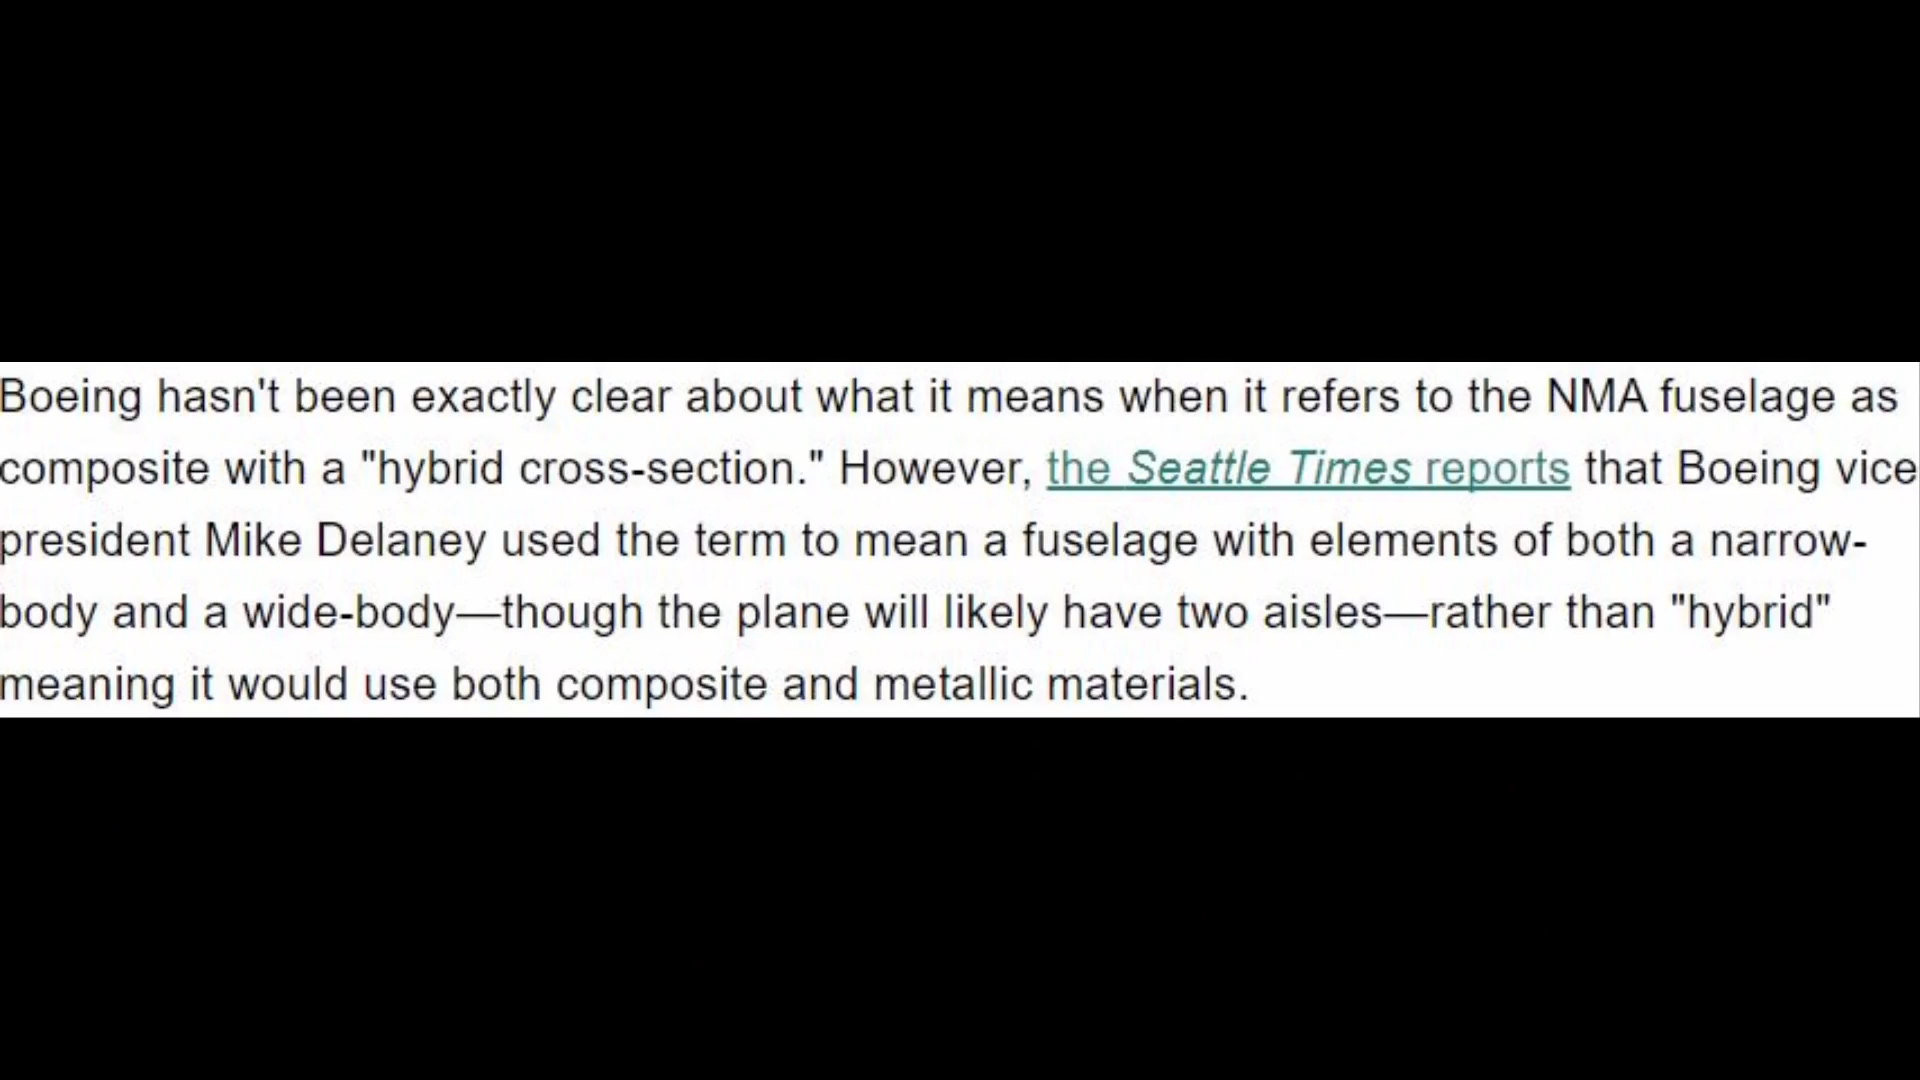 Boeing hasn't been exactly clear about what it means when it refers to the NMA fuselage as
composite with a "hybrid cross-section." However, the Seattle Times reports that Boeing vice
president Mike Delaney used the term to mean a fuselage with elements of both a narrow-
body and a wide-body—though the plane will likely have two aisles—rather than "hybrid"
meaning it would use both composite and metallic materials.